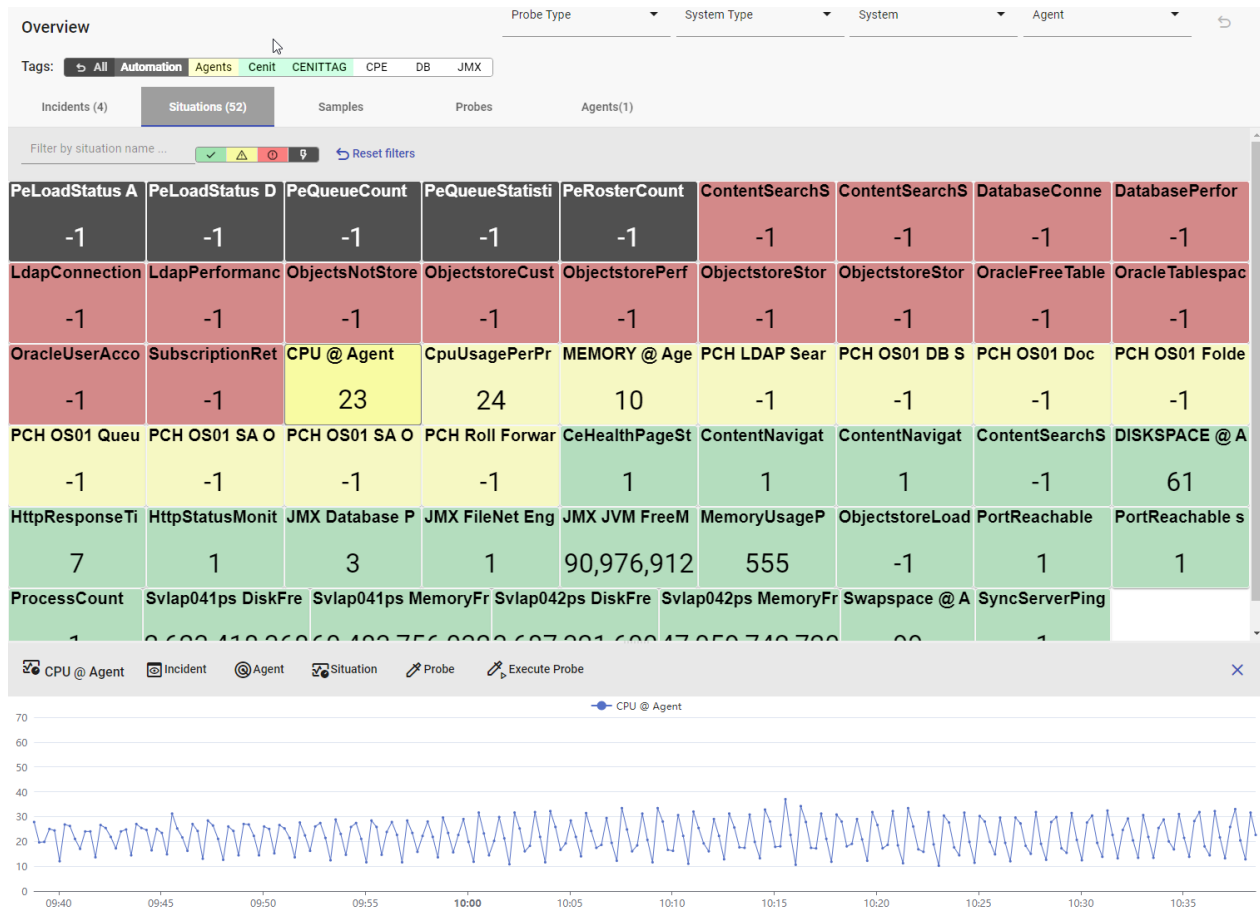 Overview
Probe Type System Type System Agent
Tags: All Automation Agents Cenit CENITTAG CPE DB JMX
Incidents (4) Situations (52) Samples Probes Agents(1)
Filter by situation name ... Reset filters
PeLoadStatus A PeLoadStatus D PeQueueCount PeQueueStatisti PeRosterCount ContentSearchS ContentSearchS DatabaseConne DatabasePerfor
-1 -1 -1 -1 -1 -1 -1 -1 -1
LdapConnection LdapPerformanc ObjectsNotStore ObjectstoreCust ObjectstorePerf ObjectstoreStor ObjectstoreStor OracleFreeTable OracleTablespac
-1 -1 -1 -1 -1 -1 -1 -1 -1
OracleUserAcco SubscriptionRet CPU @ Agent CpuUsagePerPr MEMORY @ Age PCH LDAP Sear PCH OS01 DB S PCH OS01 Doc PCH OS01 Folde
-1 -1 23 24 10 -1 -1 -1 -1
PCH OS01 Queu PCH OS01 SA O PCH OS01 SA O PCH Roll Forwar CeHealthPageSt ContentNavigat ContentNavigat ContentSearchS DISKSPACE @ A
-1 -1 -1 -1 1 1 1 -1 61
HttpResponseTi HttpStatusMonit JMX Database P JMX FileNet Eng JMX JVM FreeM MemoryUsageP ObjectstoreLoad PortReachable PortReachable s
7 1 3 1 90,976,912 555 -1 1 1
ProcessCount Svlap041ps DiskFre Svlap041ps MemoryFr Svlap042ps DiskFre Svlap042ps MemoryFr Swapspace @ A SyncServerPing
CPU @ Agent Incident Agent Situation Probe Execute Probe
CPU @ Agent
70
60
50
40
30
20
10
0
09:40 09:45 09:50 09:55 10:00 10:05 10:10 10:15 10:20 10:25 10:30 10:35